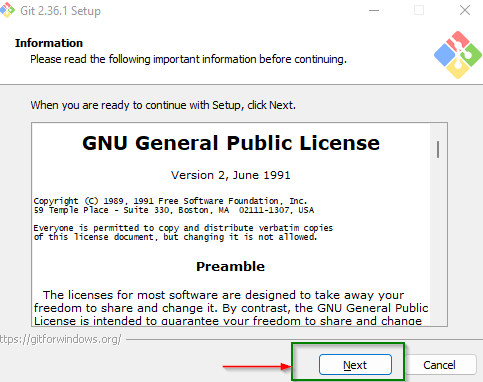 Git 2.36.1 Setup
Information
Please read the following important information before continuing.
When you are ready to continue with Setup, click Next.
GNU General Public License
Version 2, June 1991
Copyright (C) 1989, 1991 Free Software Foundation, Inc.
59 Temple Place - Suite 330, Boston, MA  02111-1307, USA
Everyone is permitted to copy and distribute verbatim copies
of this license document, but changing it is not allowed.
Preamble
The licenses for most software are designed to take away your
freedom to share and change it. By contrast, the GNU General Public
License is intended to guarantee your freedom to share and change
ttps://gitforwindows.org/
Next
Cancel